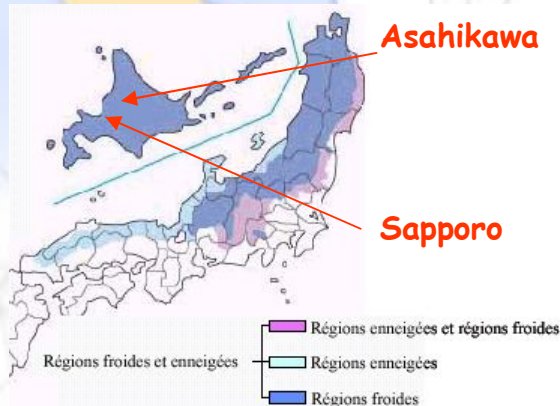 Asahikawa
Sapporo
Régions enneigées et régions froides
Régions froides et enneigées
Régions enneigées
Régions froides